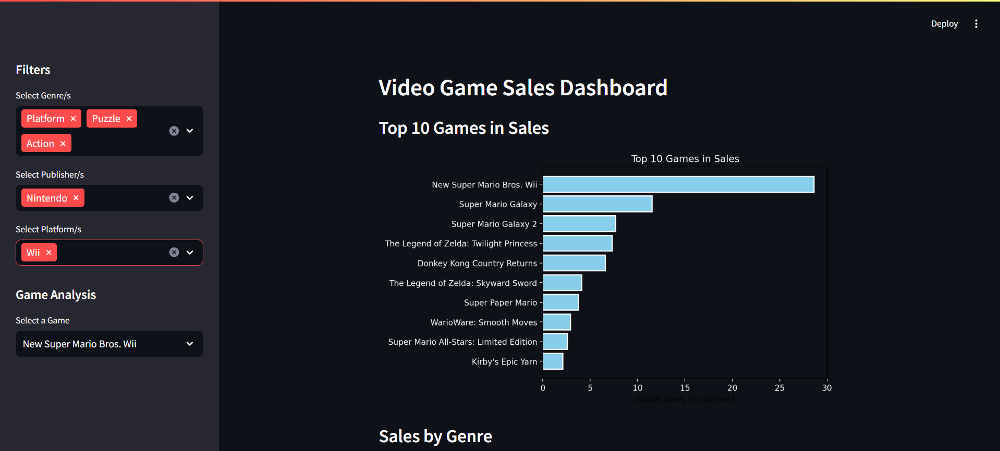 Deploy
Filters
Select Genre/s
Platform × Puzzle ×
Action ×
Select Publisher/s
Nintendo ×
Select Platform/s
Wii ×
Game Analysis
Select a Game
New Super Mario Bros. Wii
Video Game Sales Dashboard
Top 10 Games in Sales
Top 10 Games in Sales
New Super Mario Bros. Wii
Super Mario Galaxy
Super Mario Galaxy 2
The Legend of Zelda: Twilight Princess
Donkey Kong Country Returns
The Legend of Zelda: Skyward Sword
Super Paper Mario
WarioWare: Smooth Moves
Super Mario All-Stars: Limited Edition
Kirby's Epic Yarn
0 5 10 15 20 25 30
Global Sales (in millions)
Sales by Genre